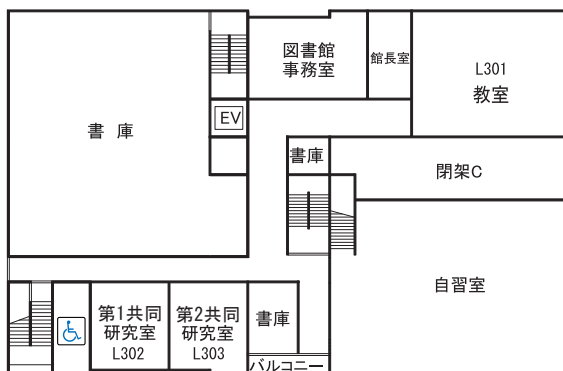 図書館
事務室
館長室
L301
教室
EV
書 庫
書庫
閉架C
自習室
第1共同
研究室
L302
第2共同
研究室
L303
書庫
バルコニー